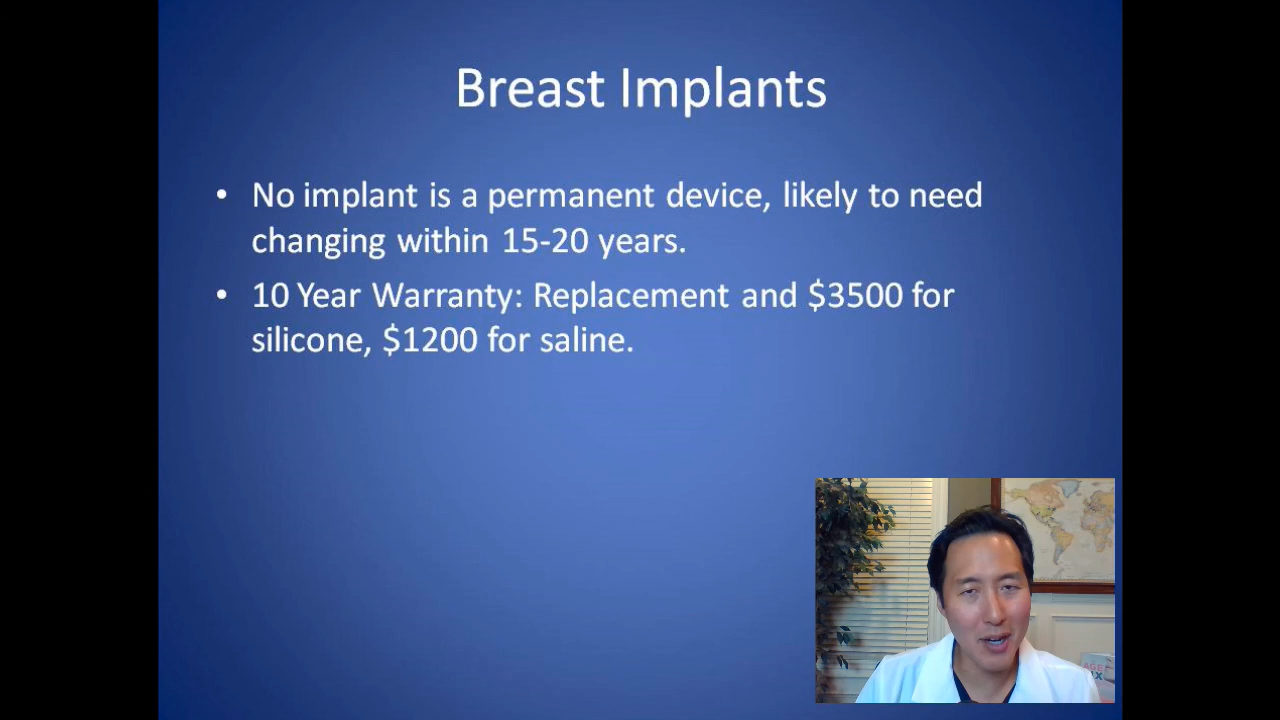 Breast Implants
• No implant is a permanent device, likely to need
changing within 15-20 years.
• 10 Year Warranty: Replacement and $3500 for
silicone, $1200 for saline.
AGE